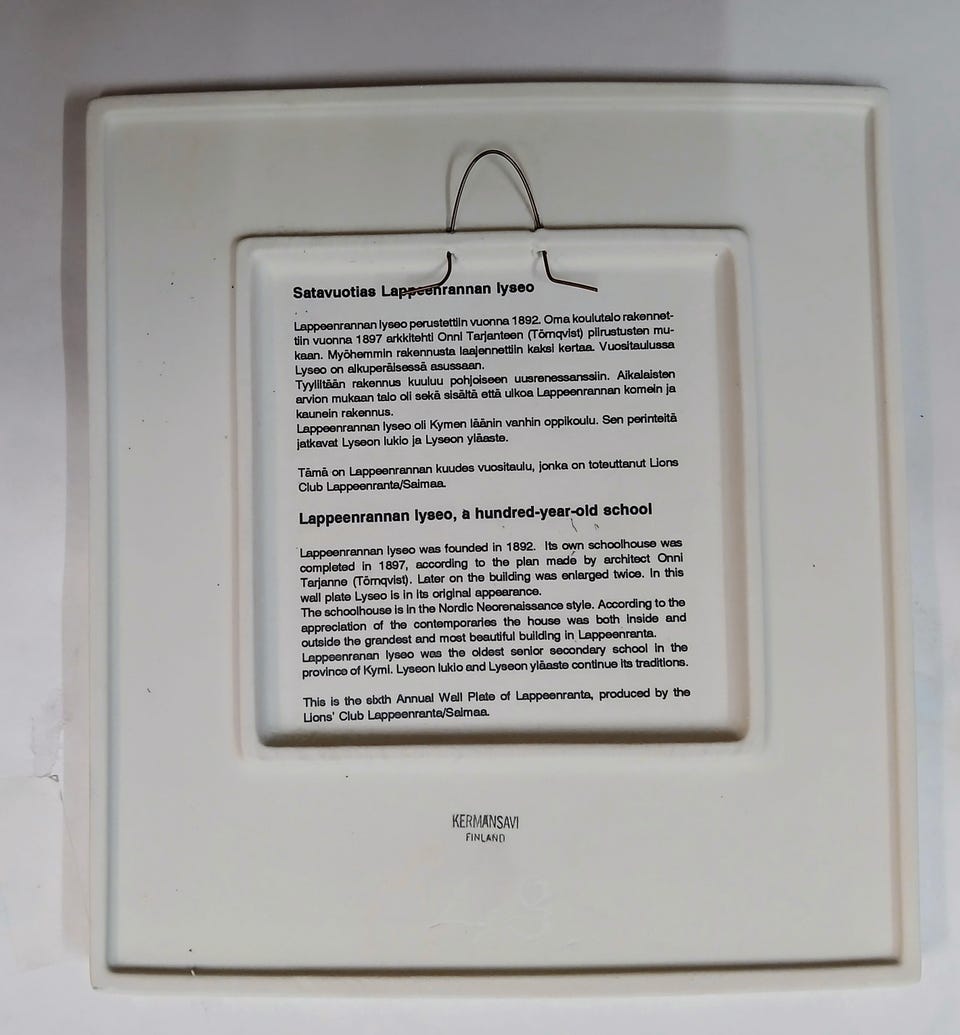 Satavuotias Lappeenrannan lyseo
Lappeenrannan lyseo perustettiin vuonna 1892. Oma koulutalo rakennet-
tiin vuonna 1897 arkkitehti Onni Tarjanteen (Törnqvist) piirustusten mu-
kaan. Myöhemmin rakennusta laajennettiin kaksi kertaa. Vuositaulussa
Lyseo on alkuperäisessä asussaan.
Tyyliltään rakennus kuuluu pohjoiseen uusrenessanssiin. Aikalaisten
arvion mukaan talo oli sekä sisältä että ulkoa Lappeenrannan komein ja
kaunein rakennus.
Lappeenrannan lyseo oli Kymen läänin vanhin oppikoulu. Sen perinteitä
jatkavat Lyseon lukio ja Lyseon yläaste.
Tämä on Lappeenrannan kuudes vuositaulu, jonka on toteuttanut Lions
Club Lappeenranta/Saimaa.
Lappeenrannan lyseo, a hundred-year-old school
Lappeenrannan lyseo was founded in 1892. Its own schoolhouse was
completed in 1897, according to the plan made by architect Onni
Tarjanne (Törnqvist). Later on the building was enlarged twice. In this
wall plate Lyseo is in its original appearance.
The schoolhouse is in the Nordic Neorenaissance style. According to the
appreciation of the contemporaries the house was both inside and
outside the grandest and most beautiful building in Lappeenranta.
Lappeenranan lyseo was the oldest senior secondary school in the
province of Kymi. Lyseon lukio and Lyseon yläaste continue its traditions.
This is the sixth Annual Wall Plate of Lappeenranta, produced by the
Lions' Club Lappeenranta/Saimaa.
KERMANSAVI
FINLAND